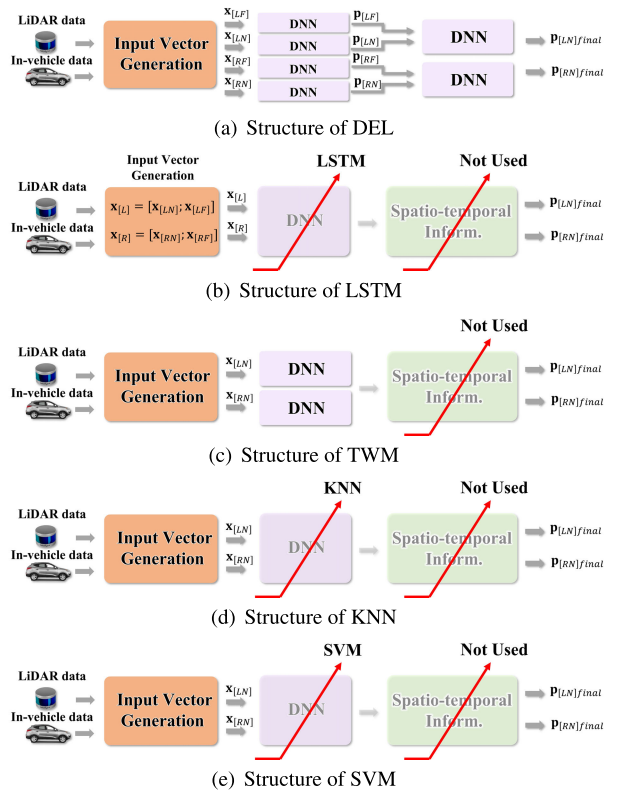 LiDAR data
In-vehicle data
Input Vector
Generation
x[LF]
x[LN]
x[RF]
x[RN]
DNN
DNN
DNN
DNN
p[LF]
p[LN]
p[RF]
p[RN]
DNN
DNN
p[LN]final
p[RN]final
(a) Structure of DEL
LiDAR data
In-vehicle data
Input Vector
Generation
x[L] = [x[LN]; x[LF]]
x[R] = [x[RN]; x[RF]]
x[L]
x[R]
LSTM
DNN
Not Used
Spatio-temporal
Inform.
p[LN]final
p[RN]final
(b) Structure of LSTM
LiDAR data
In-vehicle data
Input Vector
Generation
x[LN]
x[RN]
DNN
DNN
Not Used
Spatio-temporal
Inform.
p[LN]final
p[RN]final
(c) Structure of TWM
LiDAR data
In-vehicle data
Input Vector
Generation
x[LN]
x[RN]
KNN
DNN
Not Used
Spatio-temporal
Inform.
p[LN]final
p[RN]final
(d) Structure of KNN
LiDAR data
In-vehicle data
Input Vector
Generation
x[LN]
x[RN]
SVM
DNN
Not Used
Spatio-temporal
Inform.
p[LN]final
p[RN]final
(e) Structure of SVM